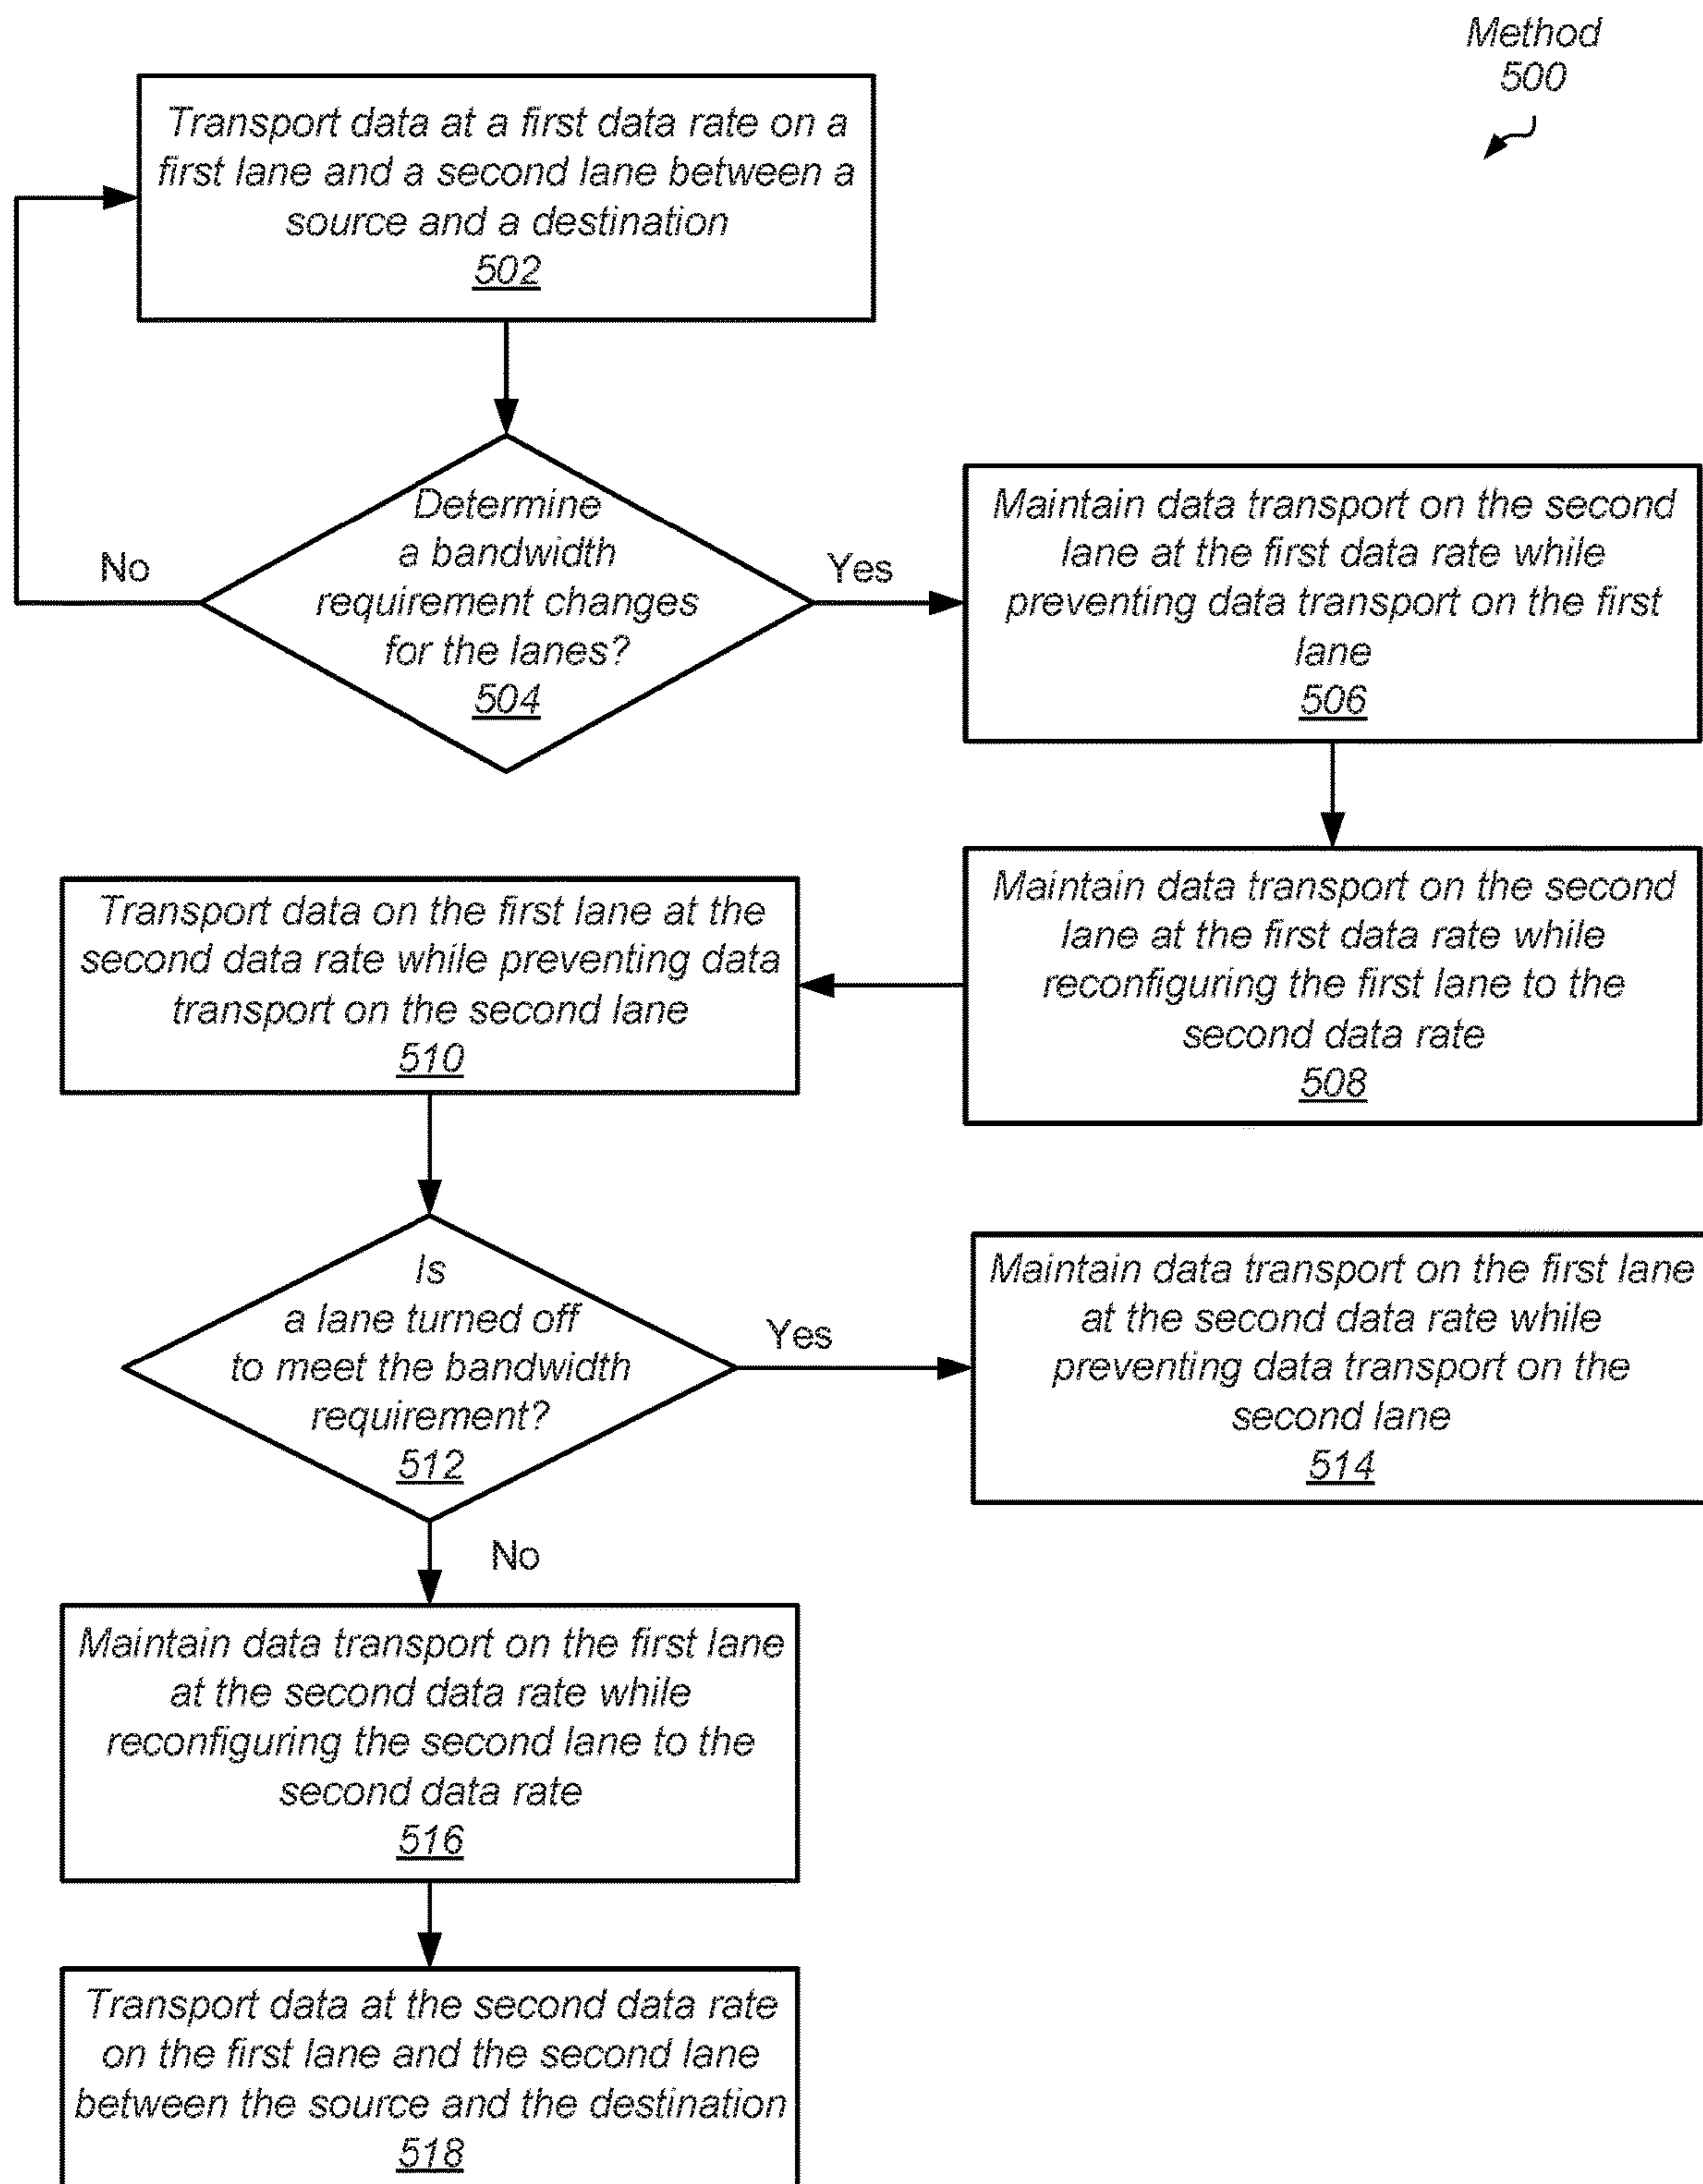 Method
500
Transport data at a first data rate on a
first lane and a second lane between a
source and a destination
502
Determine
a bandwidth
requirement changes
for the lanes?
504
No
Yes
Maintain data transport on the second
lane at the first data rate while
preventing data transport on the first
lane
506
Maintain data transport on the second
lane at the first data rate while
reconfiguring the first lane to the
second data rate
508
Transport data on the first lane at the
second data rate while preventing data
transport on the second lane
510
Is
a lane turned off
to meet the bandwidth
requirement?
512
Yes
Maintain data transport on the first lane
at the second data rate while
preventing data transport on the
second lane
514
No
Maintain data transport on the first lane
at the second data rate while
reconfiguring the second lane to the
second data rate
516
Transport data at the second data rate
on the first lane and the second lane
between the source and the destination
518